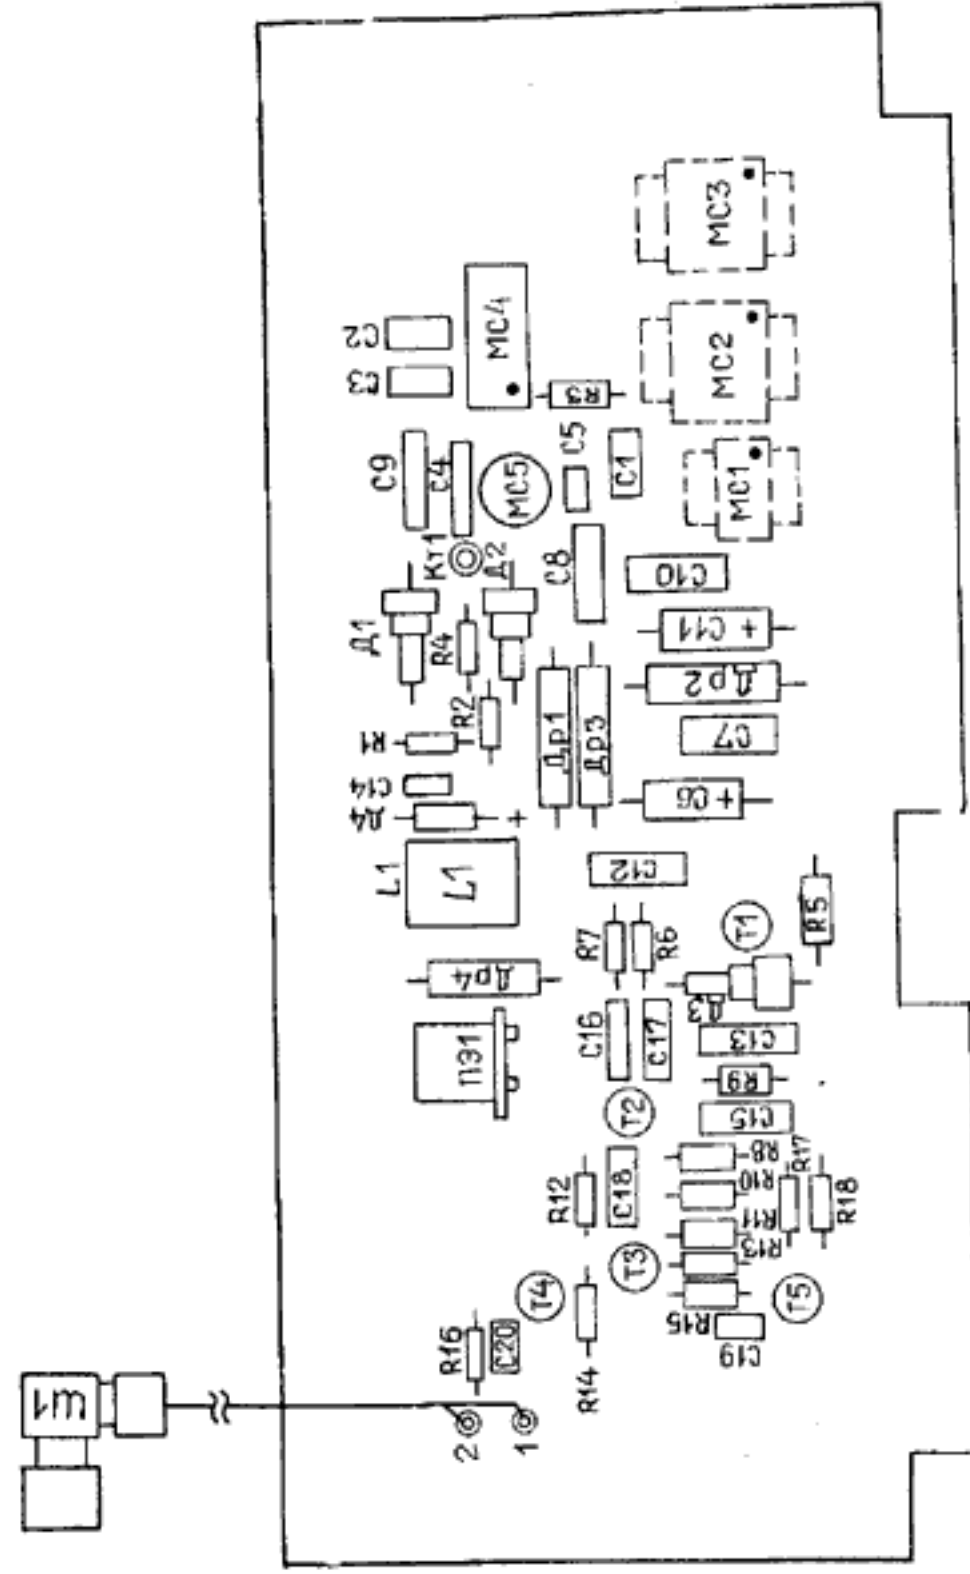 МС3
МС2
МС1
МС4
С2
С3
R3
С5
С1
МС5
С9
С4
Кт1
Д2
С8
С10
+ С11
Др2
С7
+ С6
Д1
R4
R2
R1
С14
Д4
+
Др1
Др3
L1
L1
С12
R7
R6
Т1
R5
Др4
Д3
ПЭ1
С16
С17
С13
R9
С15
Т2
R8
R17
R10
R12
С18
R11
R18
R13
Т3
Т4
Т5
R15
С19
R16
С20
R14
Ш1
2
1